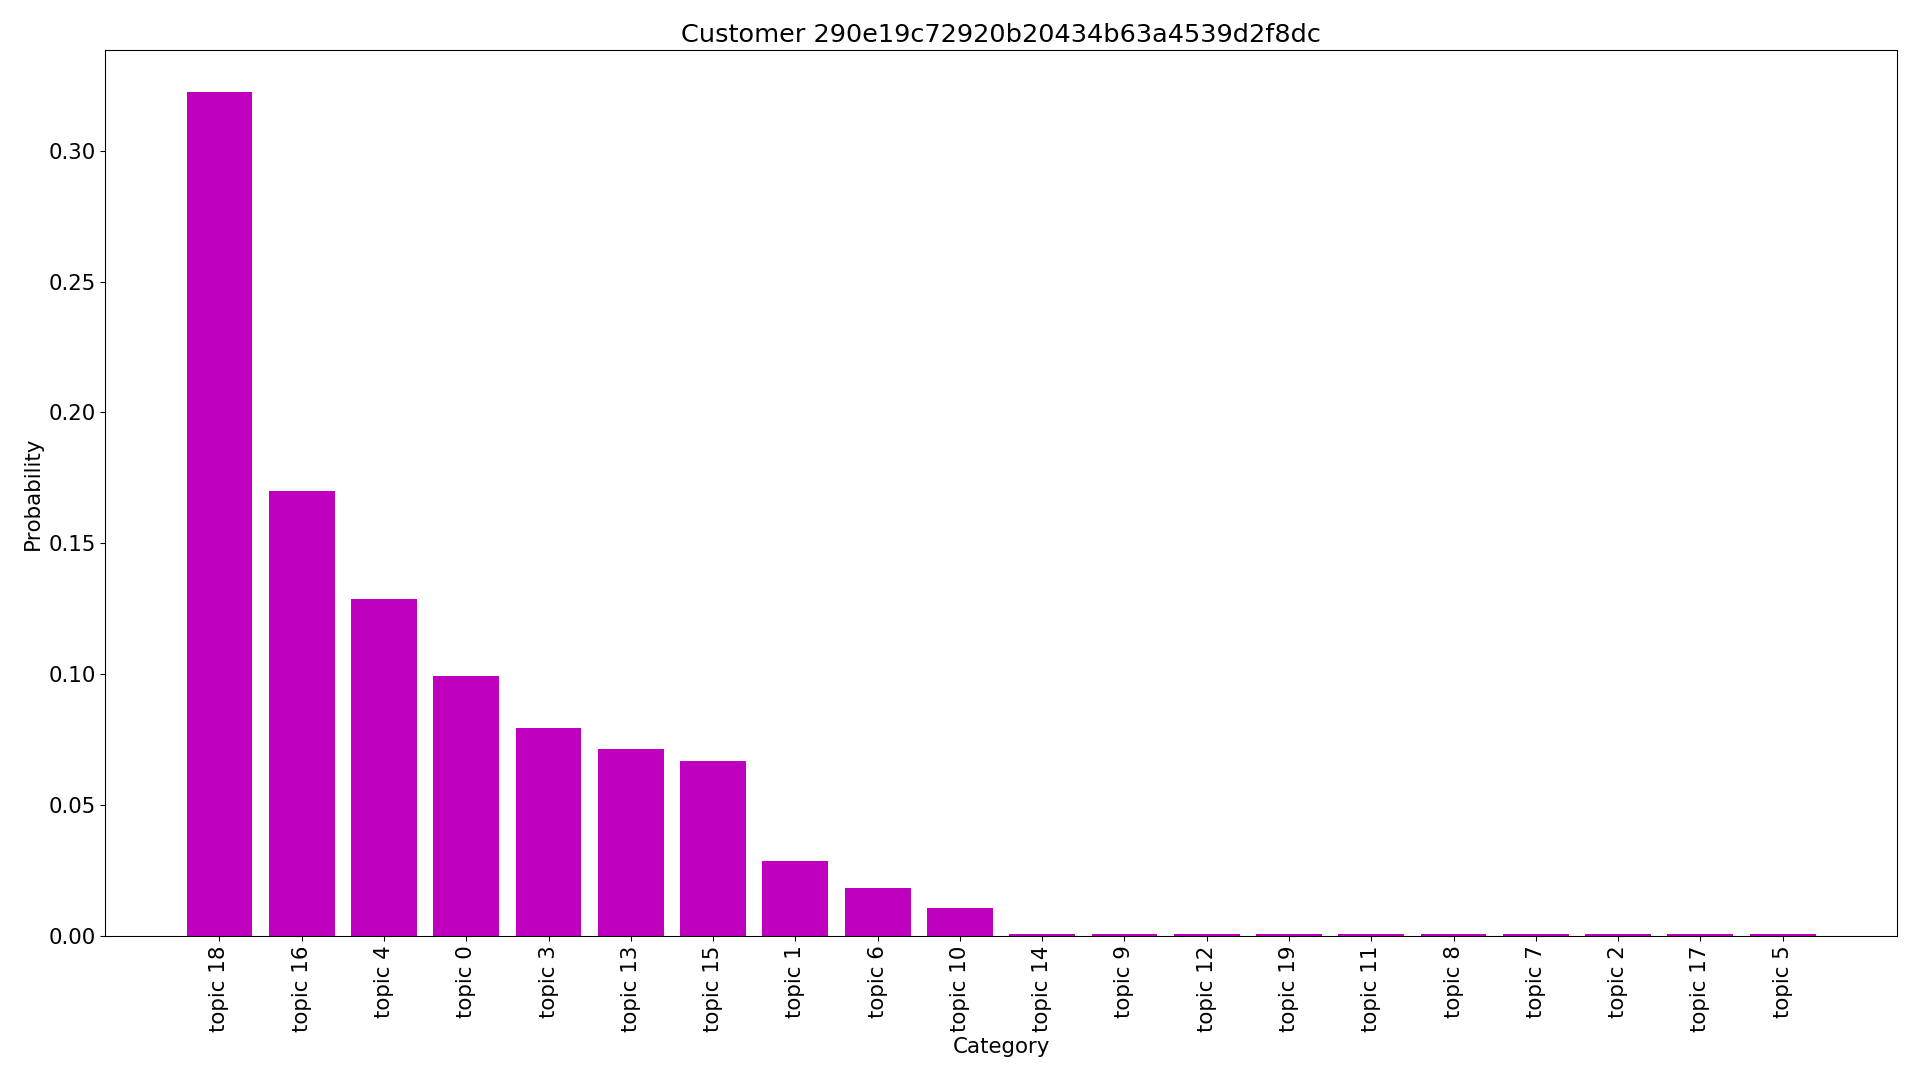 Customer 290e19c72920b20434b63a4539d2f8dc
Probability
0.30
0.25
0.20
0.15
0.10
0.05
0.00
topic 18
topic 16
topic 4
topic 0
topic 3
topic 13
topic 15
topic 1
topic 6
topic 10
topic 14
topic 9
topic 12
topic 19
topic 11
topic 8
topic 7
topic 2
topic 17
topic 5
Category